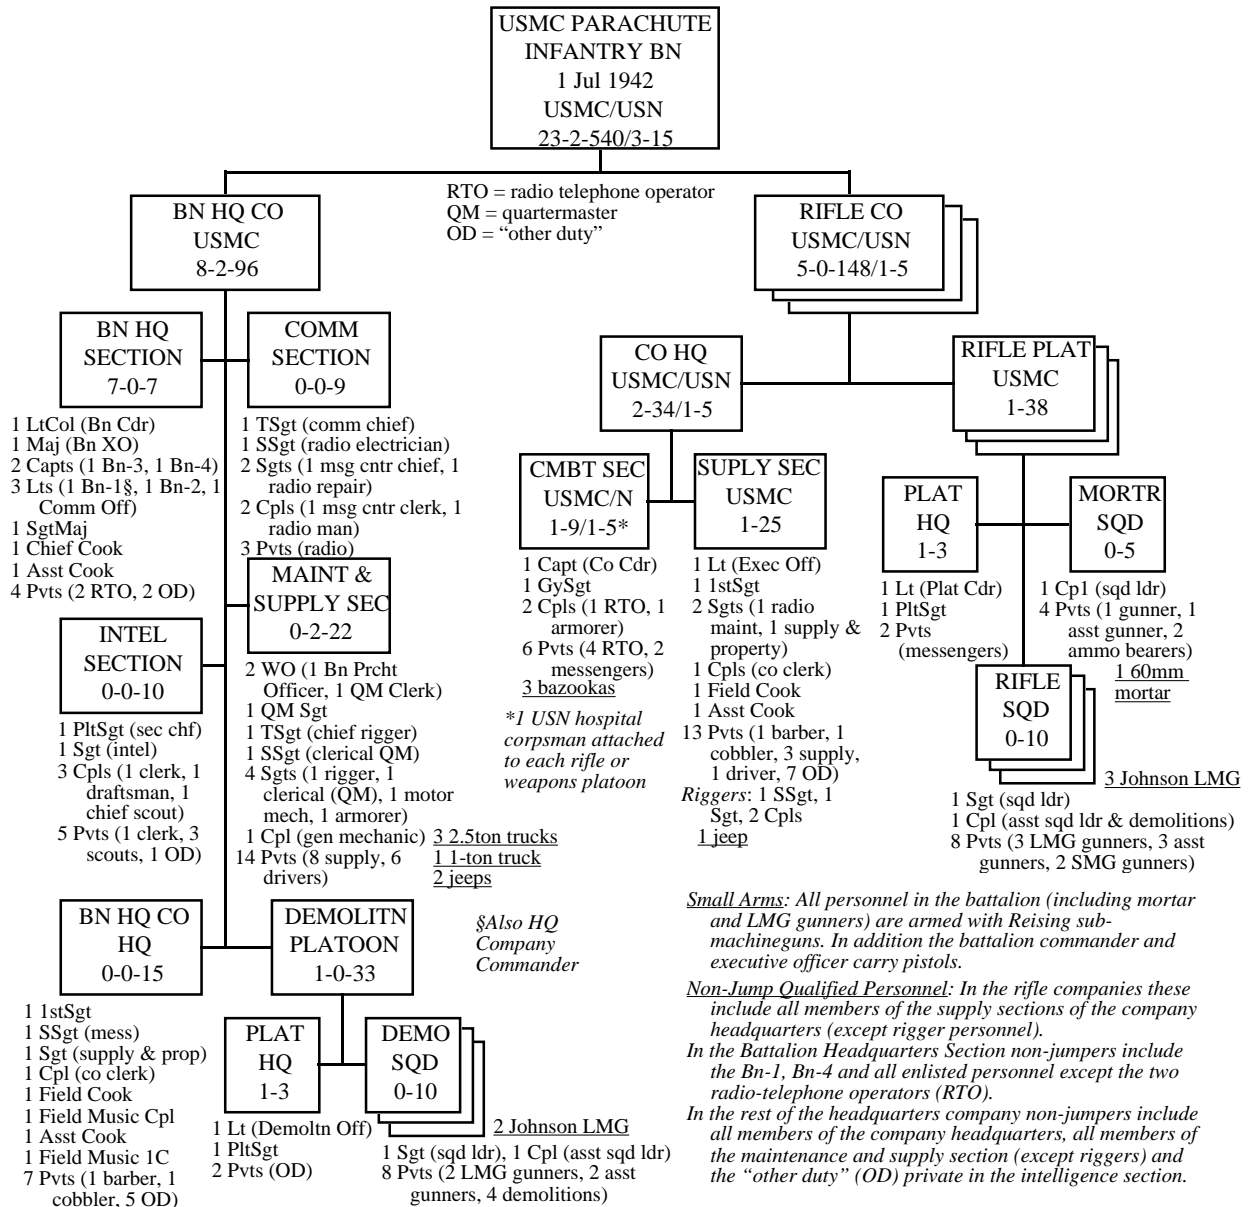 USMC PARACHUTE
INFANTRY BN
1 Jul 1942
USMC/USN
23-2-540/3-15
RTO = radio telephone operator
QM = quartermaster
OD = “other duty”
BN HQ CO
USMC
8-2-96
RIFLE CO
USMC/USN
5-0-148/1-5
BN HQ
SECTION
7-0-7
1 LtCol (Bn Cdr)
1 Maj (Bn XO)
2 Capts (1 Bn-3, 1 Bn-4)
3 Lts (1 Bn-1§, 1 Bn-2, 1
Comm Off)
1 SgtMaj
1 Chief Cook
1 Asst Cook
4 Pvts (2 RTO, 2 OD)
COMM
SECTION
0-0-9
1 TSgt (comm chief)
1 SSgt (radio electrician)
2 Sgts (1 msg cntr chief, 1
radio repair)
2 Cpls (1 msg cntr clerk, 1
radio man)
3 Pvts (radio)
INTEL
SECTION
0-0-10
1 PltSgt (sec chf)
1 Sgt (intel)
3 Cpls (1 clerk, 1
draftsman, 1
chief scout)
5 Pvts (1 clerk, 3
scouts, 1 OD)
MAINT &
SUPPLY SEC
0-2-22
2 WO (1 Bn Prcht
Officer, 1 QM Clerk)
1 QM Sgt
1 TSgt (chief rigger)
1 SSgt (clerical QM)
4 Sgts (1 rigger, 1
clerical (QM), 1 motor
mech, 1 armorer)
1 Cpl (gen mechanic)
14 Pvts (8 supply, 6
drivers)
3 2.5ton trucks
1 1-ton truck
2 jeeps
BN HQ CO
HQ
0-0-15
1 1stSgt
1 SSgt (mess)
1 Sgt (supply & prop)
1 Cpl (co clerk)
1 Field Cook
1 Field Music Cpl
1 Asst Cook
1 Field Music 1C
7 Pvts (1 barber, 1
cobbler, 5 OD)
DEMOLITN
PLATOON
1-0-33
§Also HQ
Company
Commander
PLAT
HQ
1-3
1 Lt (Demoltn Off)
1 PltSgt
2 Pvts (OD)
DEMO
SQD
0-10
2 Johnson LMG
1 Sgt (sqd ldr), 1 Cpl (asst sqd ldr)
8 Pvts (2 LMG gunners, 2 asst
gunners, 4 demolitions)
CO HQ
USMC/USN
2-34/1-5
RIFLE PLAT
USMC
1-38
CMBT SEC
USMC/N
1-9/1-5*
1 Capt (Co Cdr)
1 GySgt
2 Cpls (1 RTO, 1
armorer)
6 Pvts (4 RTO, 2
messengers)
3 bazookas
*1 USN hospital
corpsman attached
to each rifle or
weapons platoon
SUPLY SEC
USMC
1-25
1 Lt (Exec Off)
1 1stSgt
2 Sgts (1 radio
maint, 1 supply &
property)
1 Cpls (co clerk)
1 Field Cook
1 Asst Cook
13 Pvts (1 barber, 1
cobbler, 3 supply,
1 driver, 7 OD)
Riggers: 1 SSgt, 1
Sgt, 2 Cpls
1 jeep
PLAT
HQ
1-3
1 Lt (Plat Cdr)
1 PltSgt
2 Pvts
(messengers)
MORTR
SQD
0-5
1 Cp1 (sqd ldr)
4 Pvts (1 gunner, 1
asst gunner, 2
ammo bearers)
1 60mm
mortar
RIFLE
SQD
0-10
3 Johnson LMG
1 Sgt (sqd ldr)
1 Cpl (asst sqd ldr & demolitions)
8 Pvts (3 LMG gunners, 3 asst
gunners, 2 SMG gunners)
Small Arms: All personnel in the battalion (including mortar
and LMG gunners) are armed with Reising sub-
machineguns. In addition the battalion commander and
executive officer carry pistols.
Non-Jump Qualified Personnel: In the rifle companies these
include all members of the supply sections of the company
headquarters (except rigger personnel).
In the Battalion Headquarters Section non-jumpers include
the Bn-1, Bn-4 and all enlisted personnel except the two
radio-telephone operators (RTO).
In the rest of the headquarters company non-jumpers include
all members of the company headquarters, all members of
the maintenance and supply section (except riggers) and
the “other duty” (OD) private in the intelligence section.